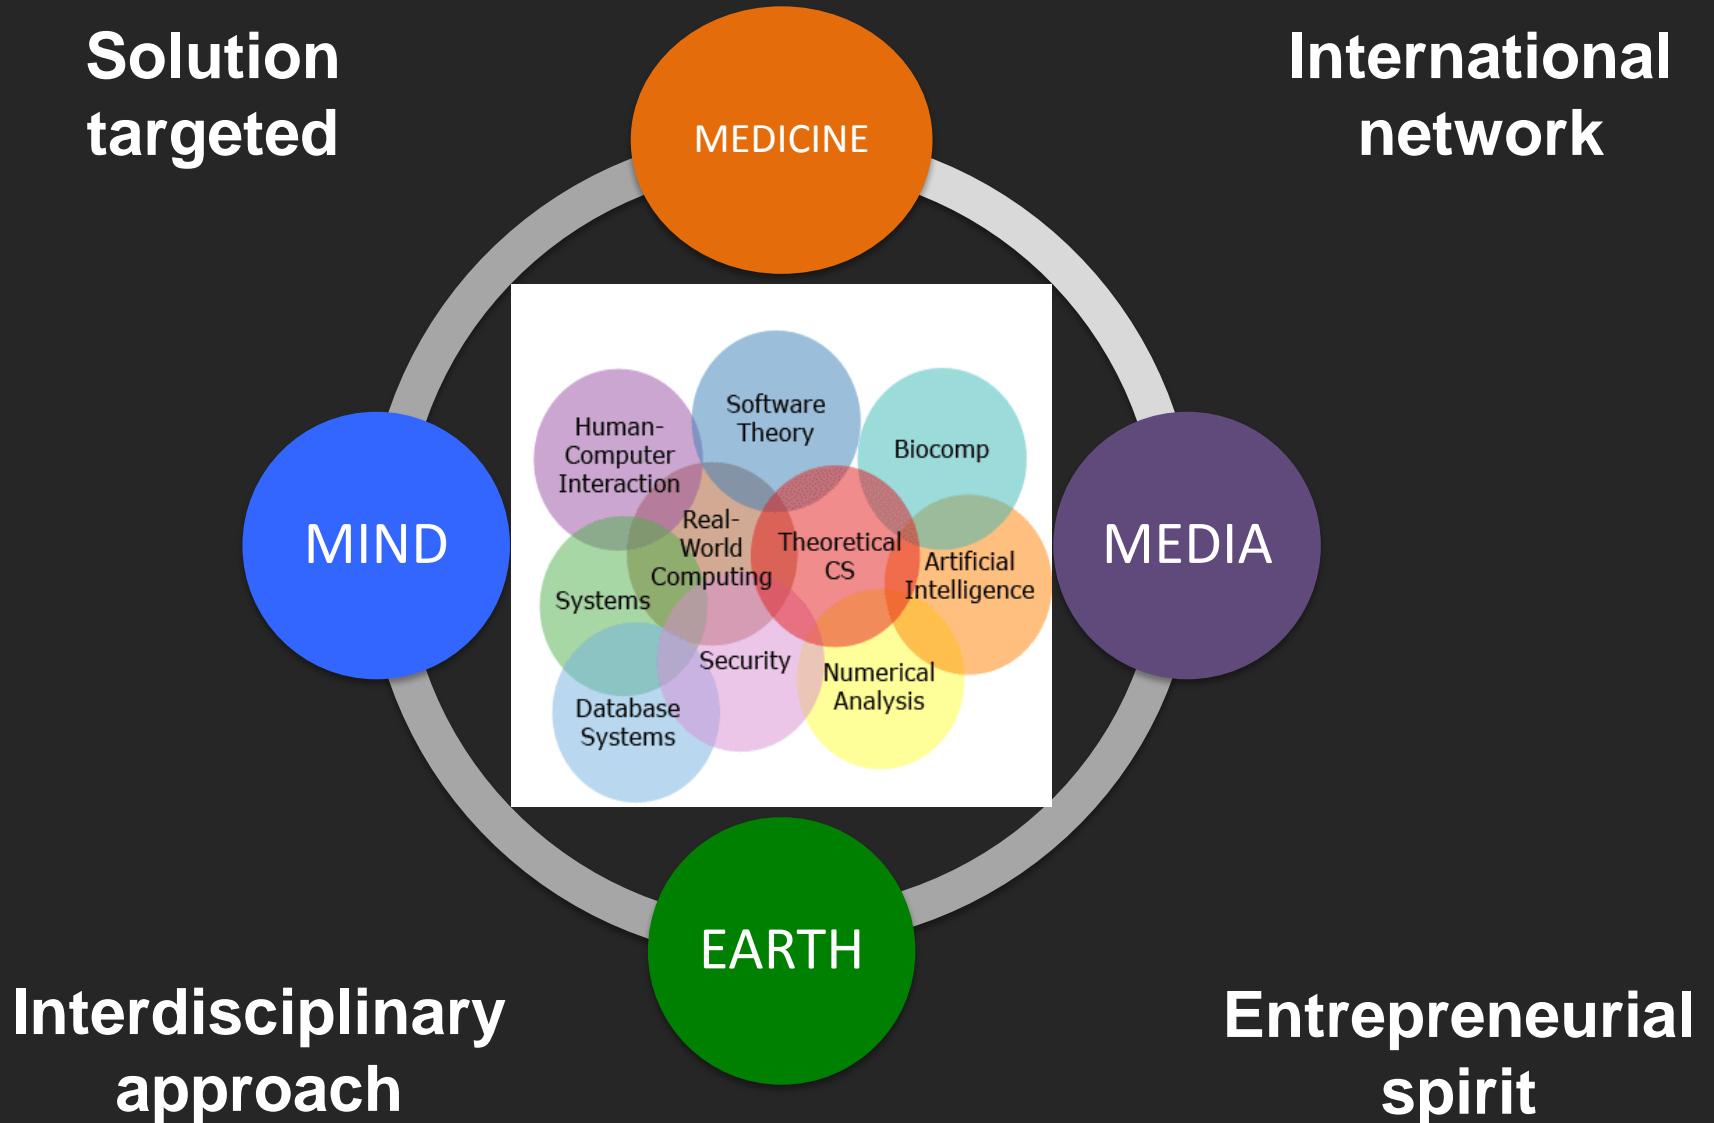 Solution
targeted
International
network
MEDICINE
Software
Theory
Human-
Computer
Interaction
Biocomp
Real-
World
Computing
Theoretical
CS
Artificial
Intelligence
Systems
Security
Numerical
Analysis
Database
Systems
MIND
MEDIA
EARTH
Interdisciplinary
approach
Entrepreneurial
spirit